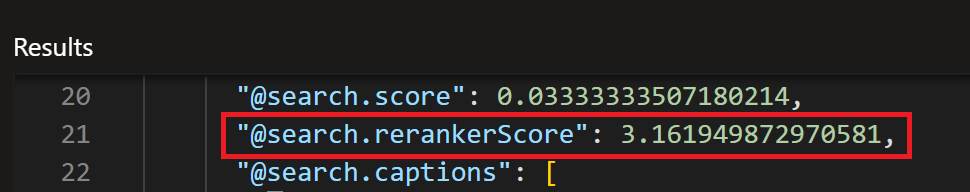 Results
20 "@search.score": 0.03333333507180214,
21 "@search.rerankerScore": 3.161949872970581,
22 "@search.captions": [